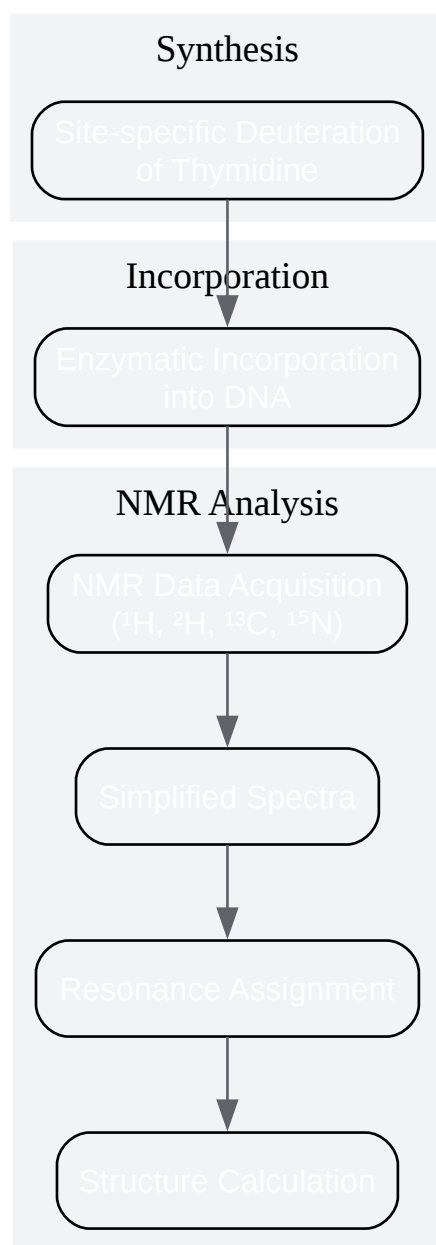 Synthesis
Site-specific Deuteration
of Thymidine
Incorporation
Enzymatic Incorporation
into DNA
NMR Analysis
NMR Data Acquisition
(¹H, ²H, ¹³C, ¹⁵N)
Simplified Spectra
Resonance Assignment
Structure Calculation